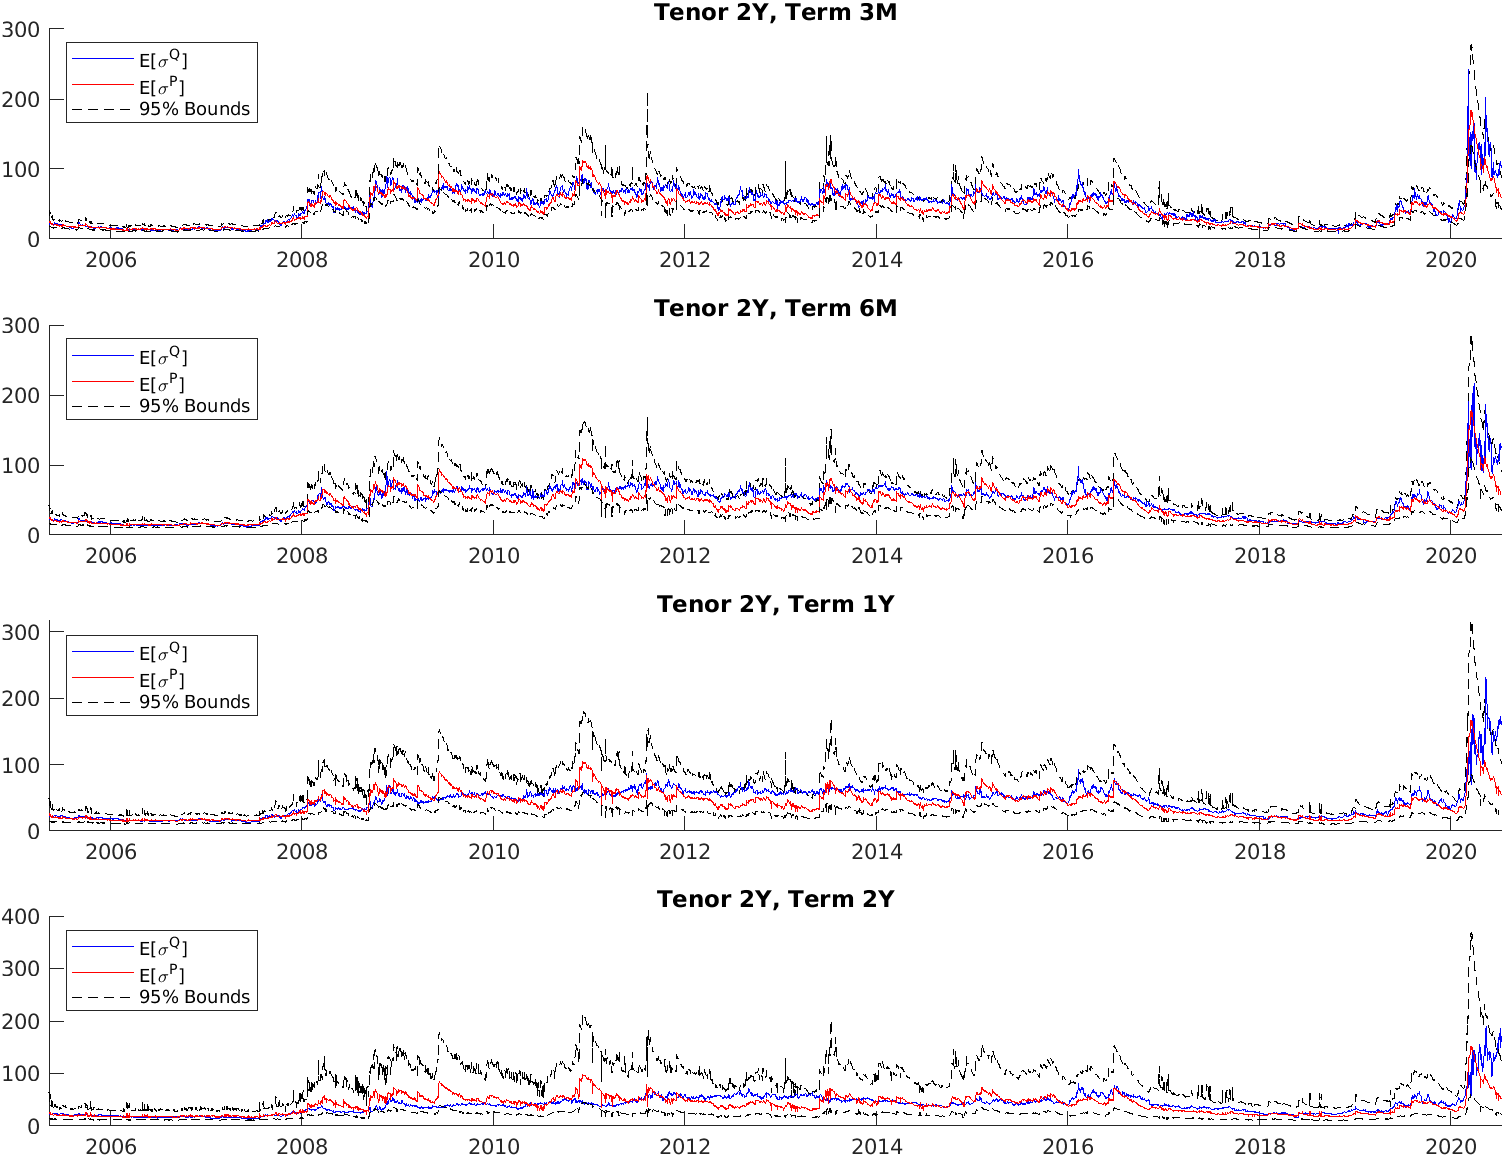 Tenor 2Y, Term 3M
300
200
100
0
E[σ^Q]
E[σ^P]
95% Bounds
2006 2008 2010 2012 2014 2016 2018 2020
Tenor 2Y, Term 6M
300
200
100
0
E[σ^Q]
E[σ^P]
95% Bounds
2006 2008 2010 2012 2014 2016 2018 2020
Tenor 2Y, Term 1Y
300
200
100
0
E[σ^Q]
E[σ^P]
95% Bounds
2006 2008 2010 2012 2014 2016 2018 2020
Tenor 2Y, Term 2Y
400
300
200
100
0
E[σ^Q]
E[σ^P]
95% Bounds
2006 2008 2010 2012 2014 2016 2018 2020